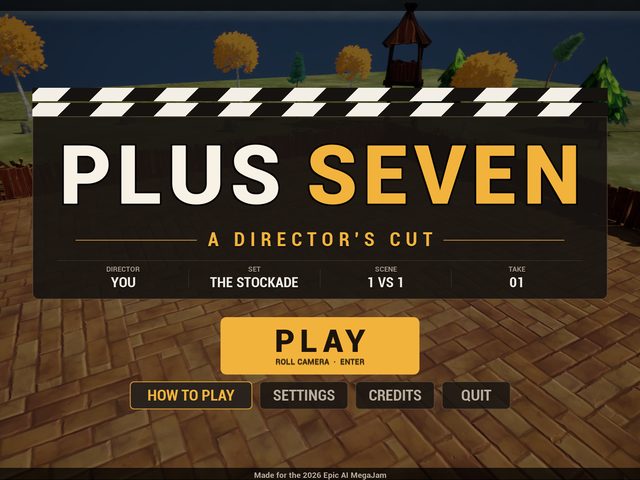 PLUS SEVEN
A DIRECTOR'S CUT
DIRECTOR SET SCENE TAKE
YOU THE STOCKADE 1 VS 1 01
PLAY
ROLL CAMERA · ENTER
HOW TO PLAY SETTINGS CREDITS QUIT
Made for the 2026 Epic AI MegaJam